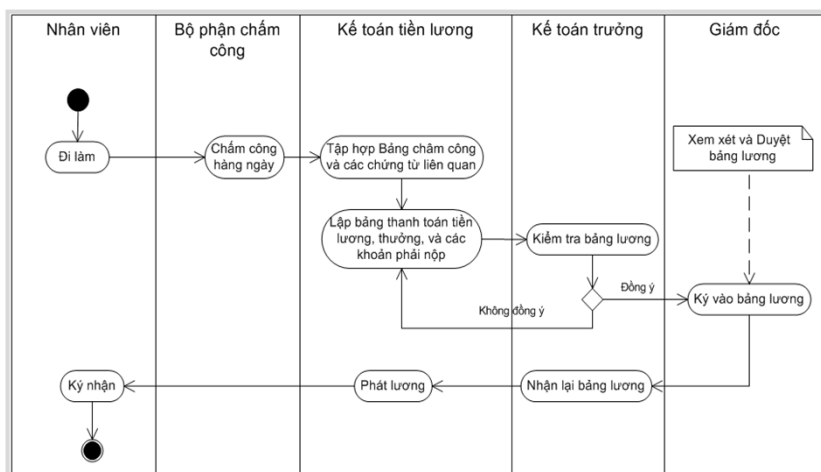 Nhân viên
Bộ phận chấm
công
Kế toán tiền lương
Kế toán trưởng
Giám đốc
Đi làm
Chấm công
hàng ngày
Tập hợp Bảng châm công
và các chứng từ liên quan
Xem xét và Duyệt
bảng lương
Lập bảng thanh toán tiền
lương, thưởng, và các
khoản phải nộp
Kiểm tra bảng lương
Đồng ý
Ký vào bảng lương
Không đồng ý
Ký nhận
Phát lương
Nhận lại bảng lương